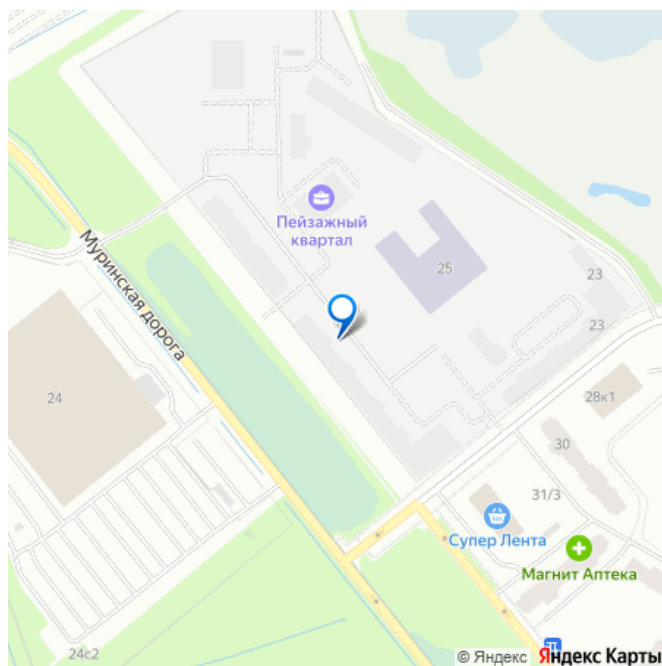 Пейзажный
квартал
25
23
23
Муринская дорога
24
28к1
30
31/3
Супер Лента
Магнит Аптека
24с2
© Яндекс Яндекс Карты